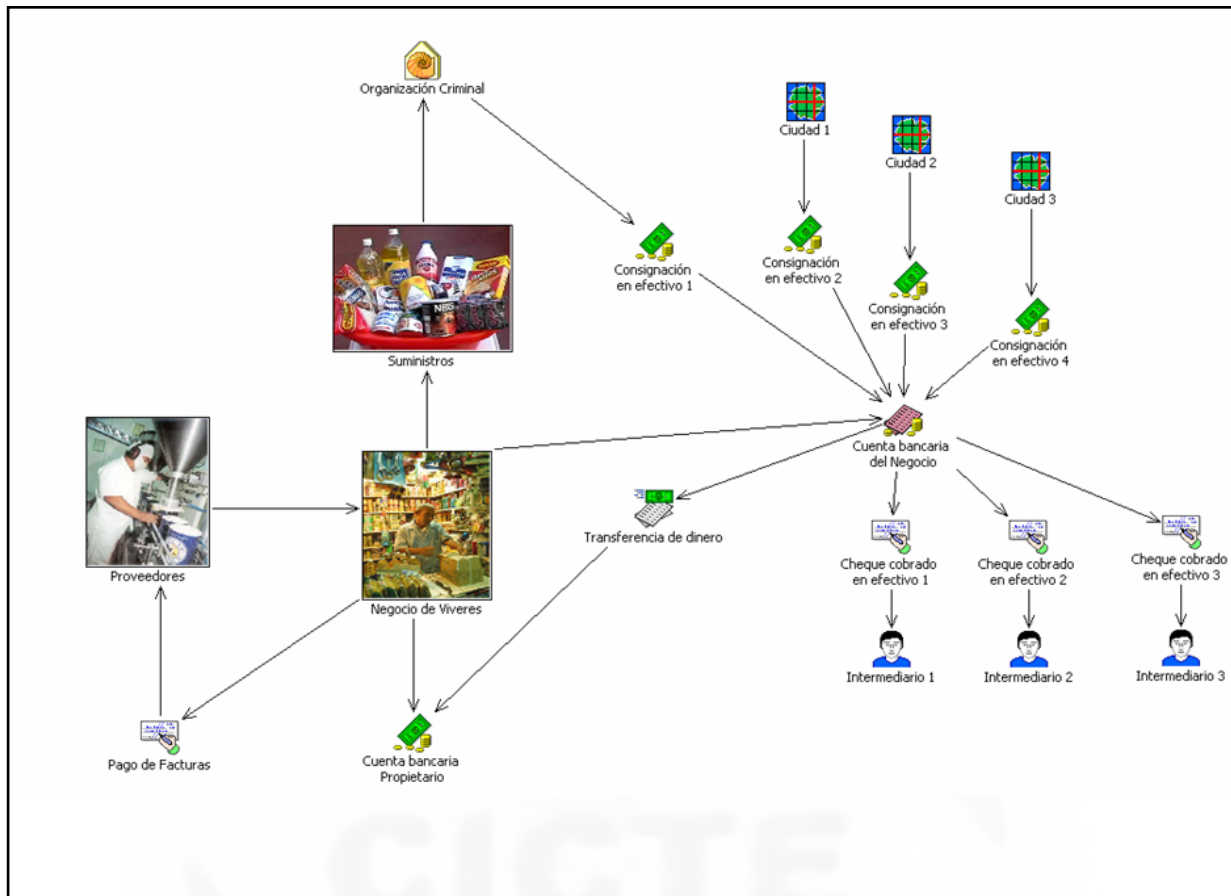 Organización Criminal
Ciudad 1
Ciudad 2
Ciudad 3
Consignación
en efectivo 1
Consignación
en efectivo 2
Consignación
en efectivo 3
Consignación
en efectivo 4
Suministros
Cuenta bancaria
del Negocio
Transferencia de dinero
Proveedores
Negocio de Viveres
Cheque cobrado
en efectivo 1
Cheque cobrado
en efectivo 2
Cheque cobrado
en efectivo 3
Intermediario 1
Intermediario 2
Intermediario 3
Pago de Facturas
Cuenta bancaria
Propietario
CICTE